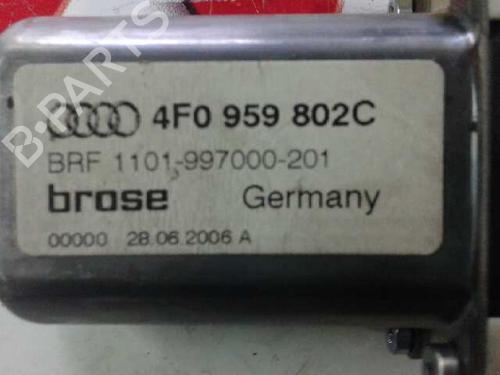 4F0 959 802C
BRF 1101-997000-201
brose Germany
00000 28.06.2006 A
B-PARTS